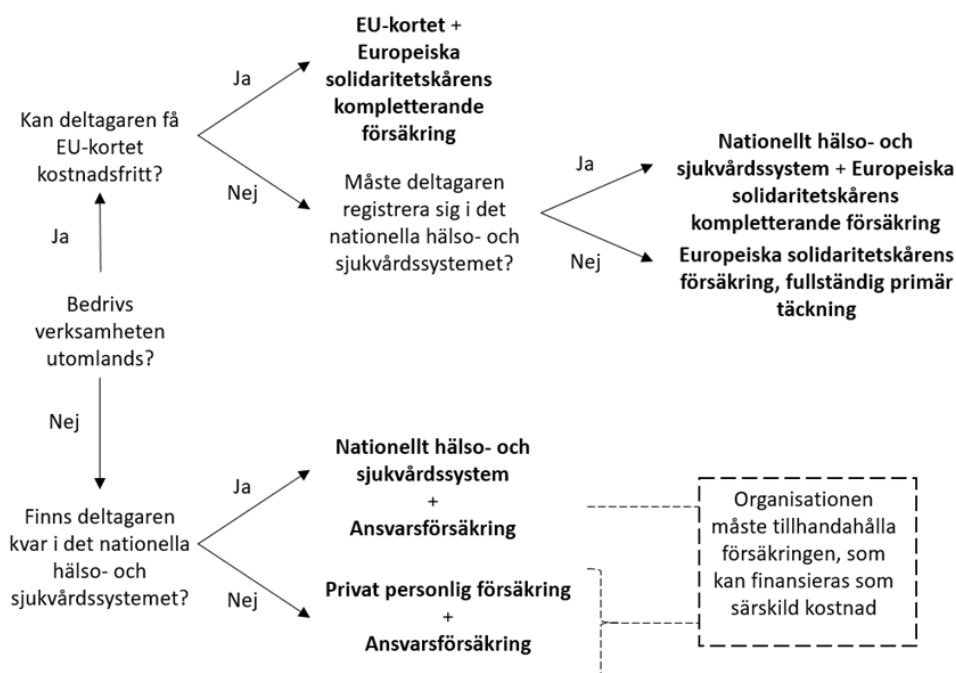 EU-kortet +
Europeiska
solidaritetskårens
kompletterande
försäkring
Ja
Kan deltagaren få
EU-kortet
kostnadsfritt?
Nej
Måste deltagaren
registrera sig i det
nationella hälso- och
sjukvårdssystemet?
Ja
Nationellt hälso- och
sjukvårdssystem + Europeiska
solidaritetskårens
kompletterande försäkring
Nej
Europeiska solidaritetskårens
försäkring, fullständig primär
täckning
Ja
Bedrivs
verksamheten
utomlands?
Nej
Finns deltagaren
kvar i det nationella
hälso- och
sjukvårdssystemet?
Ja
Nationellt hälso- och
sjukvårdssystem
+
Ansvarsförsäkring
Nej
Privat personlig försäkring
+
Ansvarsförsäkring
Organisationen
måste tillhandahålla
försäkringen, som
kan finansieras som
särskild kostnad